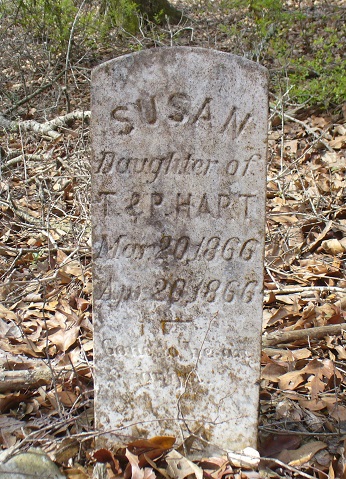 SUSAN
Daughter of
T. & P. HART
Mar. 20, 1866
Apr. 20, 1866